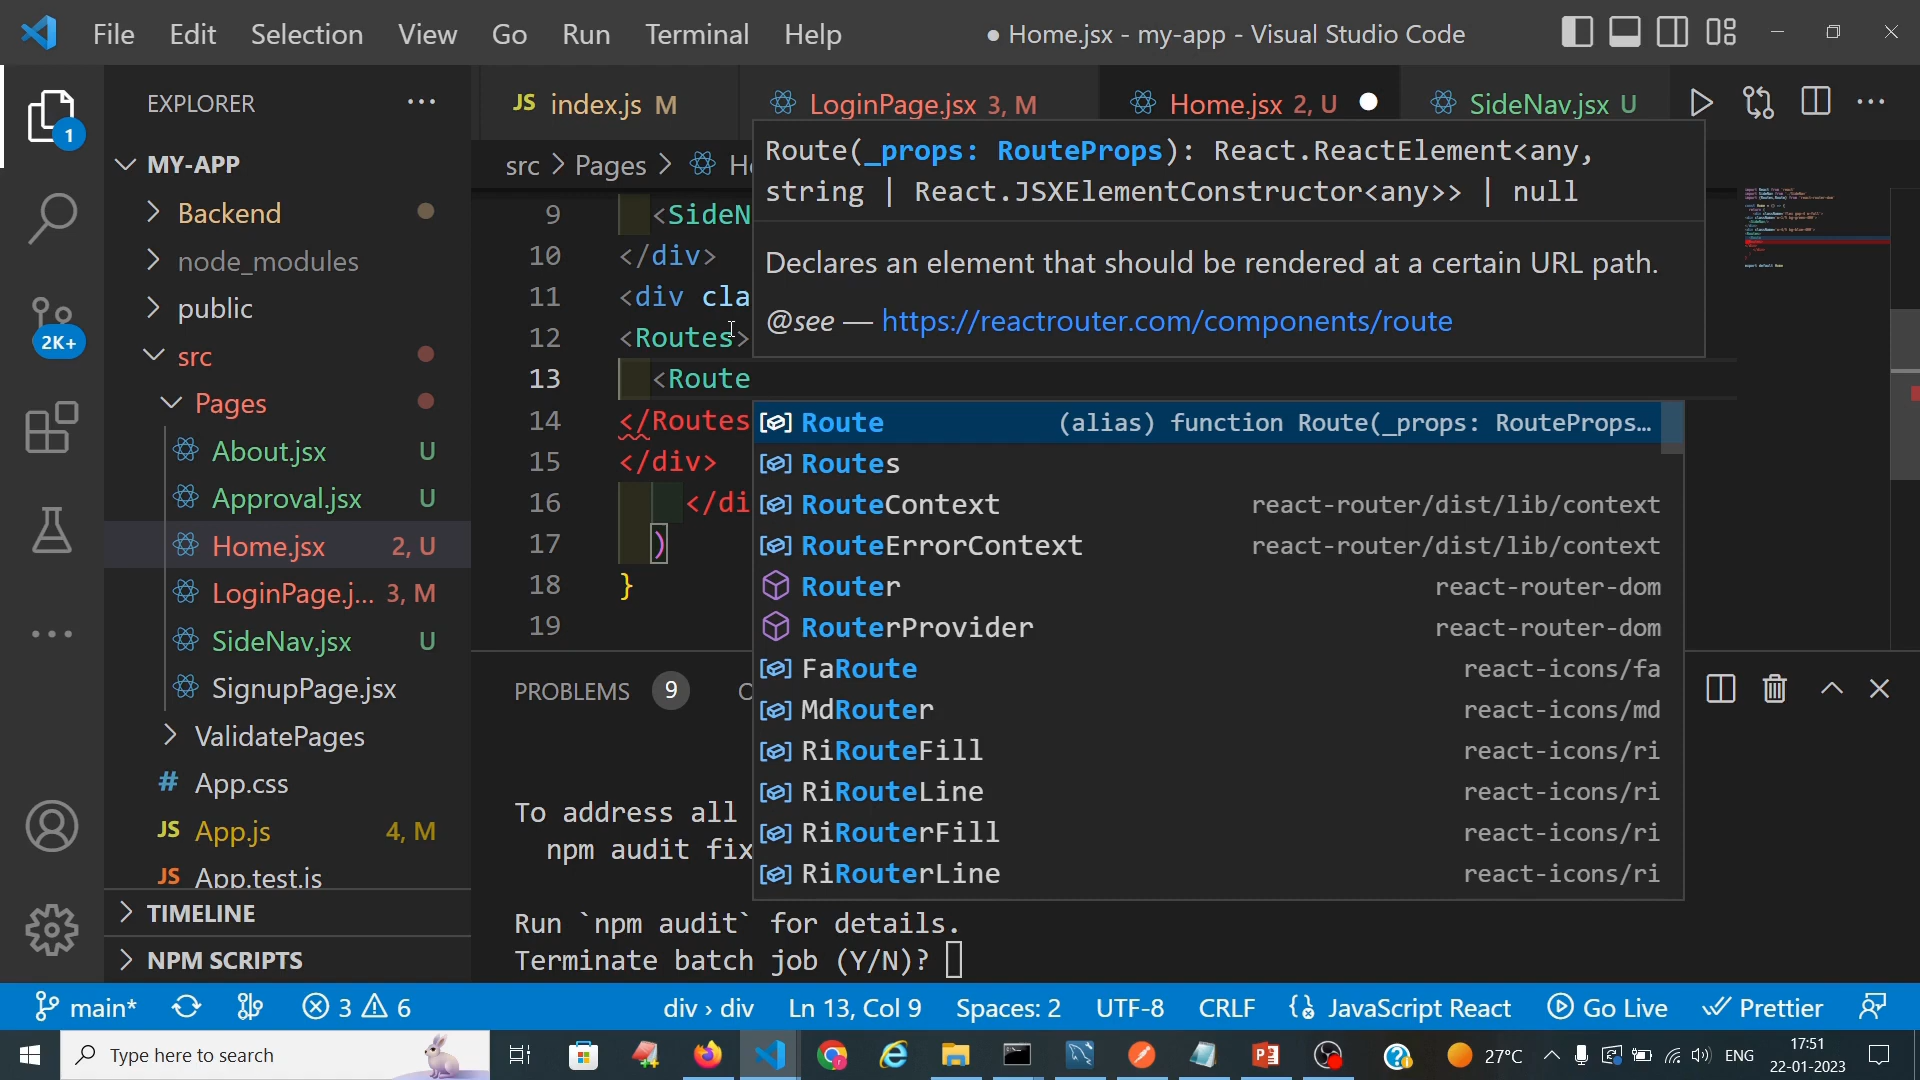 File Edit Selection View Go Run Terminal Help
● Home.jsx - my-app - Visual Studio Code
EXPLORER
1
MY-APP
Backend
node_modules
public
2K+
src
Pages
About.jsx U
Approval.jsx U
Home.jsx 2, U
LoginPage.j... 3, M
SideNav.jsx U
SignupPage.jsx
ValidatePages
# App.css
JS App.js 4, M
JS App.test.js
TIMELINE
NPM SCRIPTS
JS index.js M
LoginPage.jsx 3, M
Home.jsx 2, U
SideNav.jsx U
src > Pages >
9 <SideN
10 </div>
11 <div cla
12 <Routes>
13 <Route
14 </Routes
15 </div>
16 </di
17 )
18 }
19
Route(_props: RouteProps): React.ReactElement<any,
string | React.JSXElementConstructor<any>> | null
Declares an element that should be rendered at a certain URL path.
@see — https://reactrouter.com/components/route
Route (alias) function Route(_props: RouteProps…
Routes
RouteContext react-router/dist/lib/context
RouteErrorContext react-router/dist/lib/context
Router react-router-dom
RouterProvider react-router-dom
FaRoute react-icons/fa
MdRouter react-icons/md
RiRouteFill react-icons/ri
RiRouteLine react-icons/ri
RiRouterFill react-icons/ri
RiRouterLine react-icons/ri
PROBLEMS 9
To address all
npm audit fix
Run `npm audit` for details.
Terminate batch job (Y/N)?
main* 3 6
div > div Ln 13, Col 9 Spaces: 2 UTF-8 CRLF JavaScript React Go Live Prettier
Type here to search
27°C ENG
17:51
22-01-2023